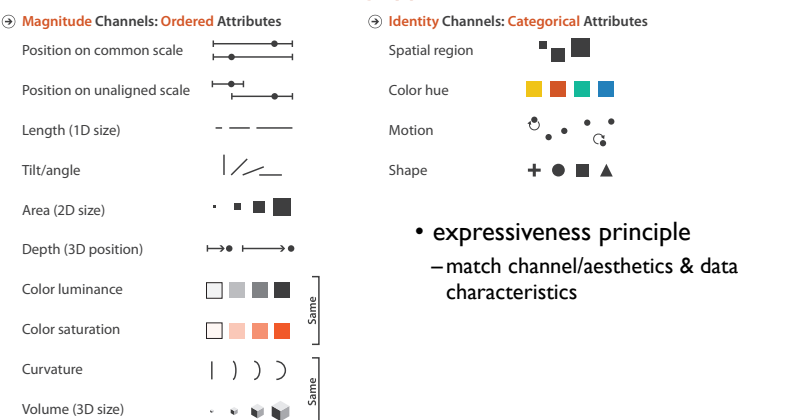 Magnitude Channels: Ordered Attributes
Position on common scale
Position on unaligned scale
Length (1D size)
Tilt/angle
Area (2D size)
Depth (3D position)
Color luminance
Color saturation
Same
Curvature
Volume (3D size)
Same
Identity Channels: Categorical Attributes
Spatial region
Color hue
Motion
Shape
• expressiveness principle
– match channel/aesthetics & data
characteristics